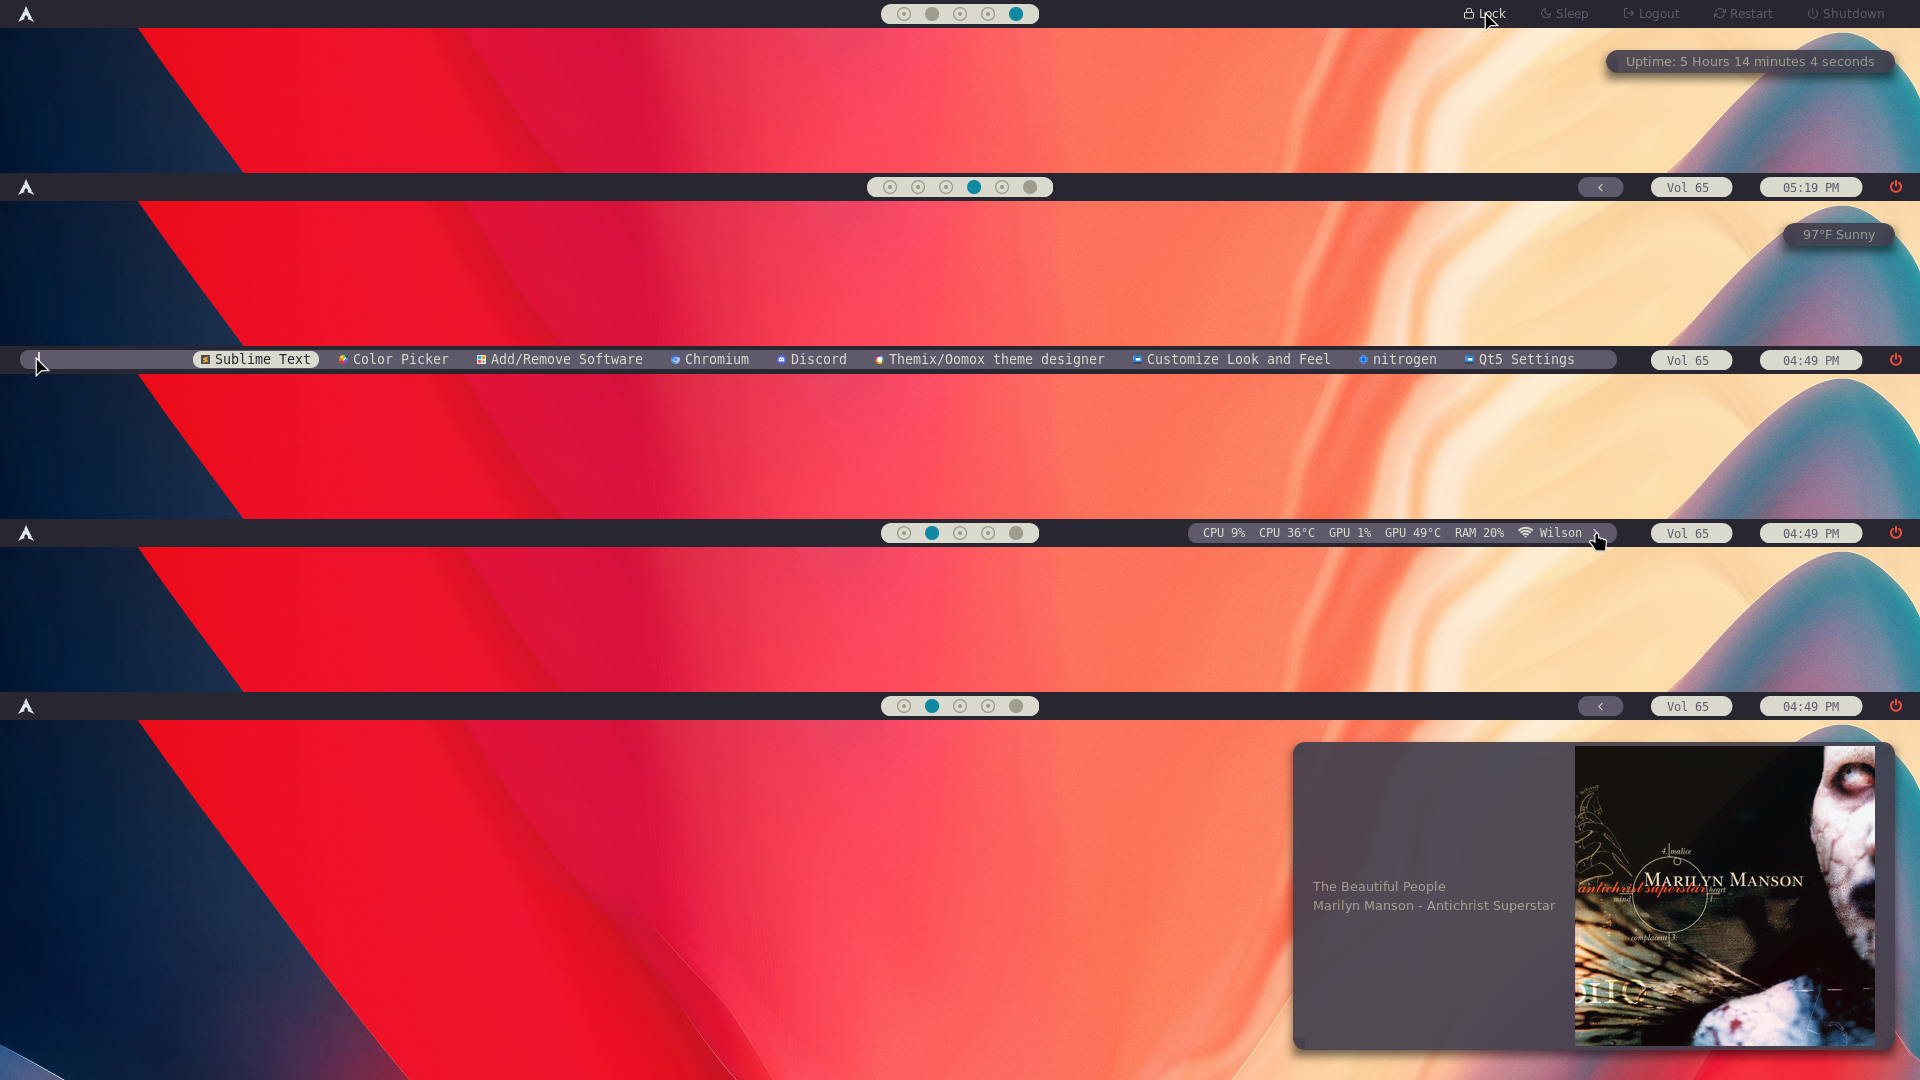 Lock Sleep Logout Restart Shutdown
Uptime: 5 Hours 14 minutes 4 seconds
Vol 65 05:19 PM
97°F Sunny
Sublime Text Color Picker Add/Remove Software Chromium Discord Themix/Oomox theme designer Customize Look and Feel nitrogen Qt5 Settings Vol 65 04:49 PM
CPU 9% CPU 36°C GPU 1% GPU 49°C RAM 20% Wilson Vol 65 04:49 PM
Vol 65 04:49 PM
The Beautiful People
Marilyn Manson - Antichrist Superstar
4. malice
MARILYN MANSON
antichrist superstar
heart
mind
1.
complacent 3.